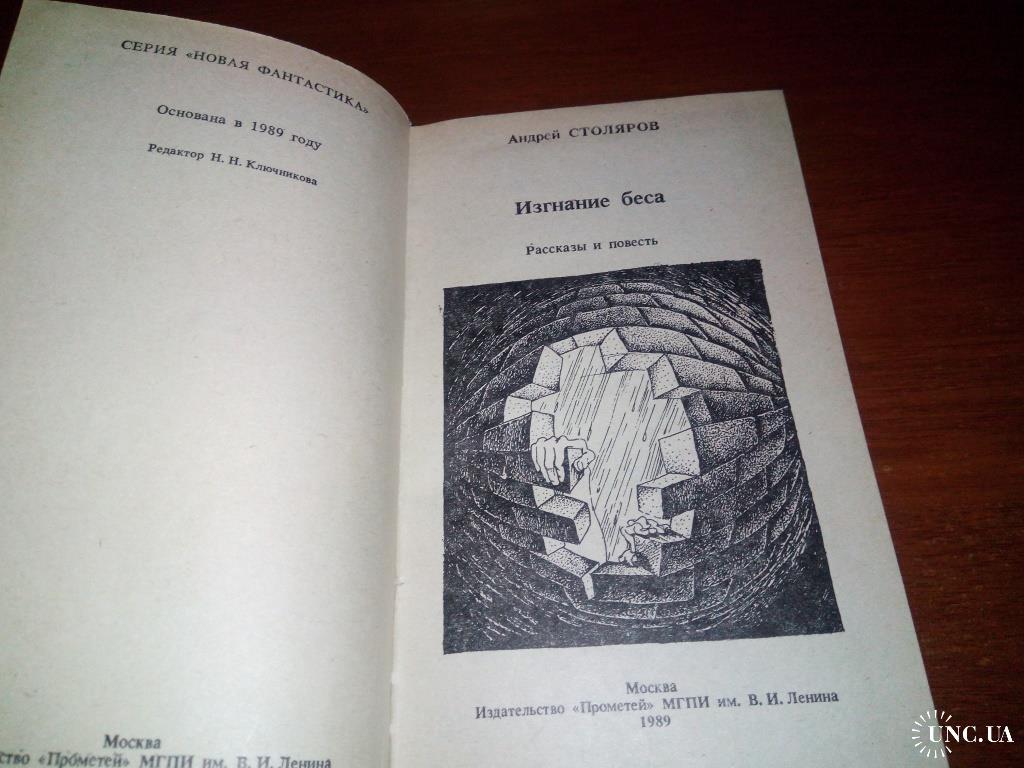 СЕРИЯ «НОВАЯ ФАНТАСТИКА»
Основана в 1989 году
Редактор Н. Н. Ключникова
Москва
«Прометей» МГПИ им. В. И. Ленина
Андрей СТОЛЯРОВ
Изгнание беса
Рассказы и повесть
Москва
Издательство «Прометей» МГПИ им. В. И. Ленина
1989
UNC.UA